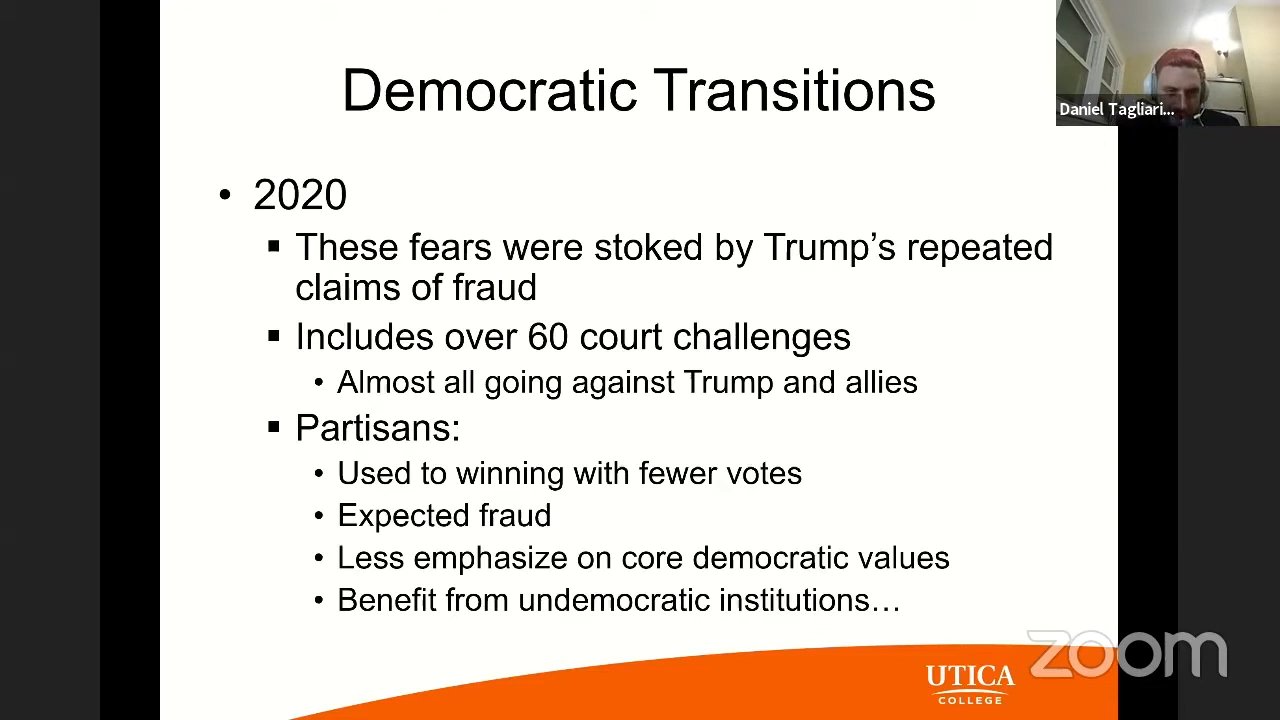 Democratic Transitions
Daniel Tagliari...
• 2020
▪ These fears were stoked by Trump’s repeated
claims of fraud
▪ Includes over 60 court challenges
• Almost all going against Trump and allies
▪ Partisans:
• Used to winning with fewer votes
• Expected fraud
• Less emphasize on core democratic values
• Benefit from undemocratic institutions…
zoom
UTICA
COLLEGE